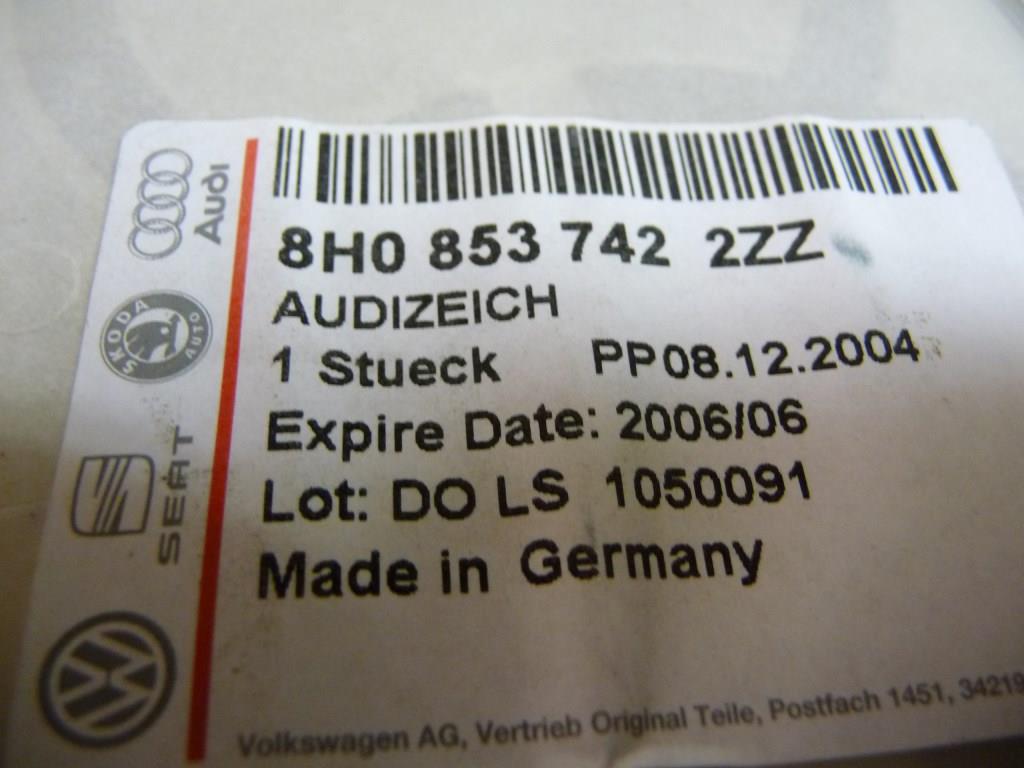 8H0 853 742 2ZZ
AUDIZEICH
1 Stueck PP08.12.2004
Expire Date: 2006/06
Lot: DO LS 1050091
Made in Germany
Volkswagen AG, Vertrieb Original Teile, Postfach 1451, 34219
Audi
SKODA
AUTO
SEAT